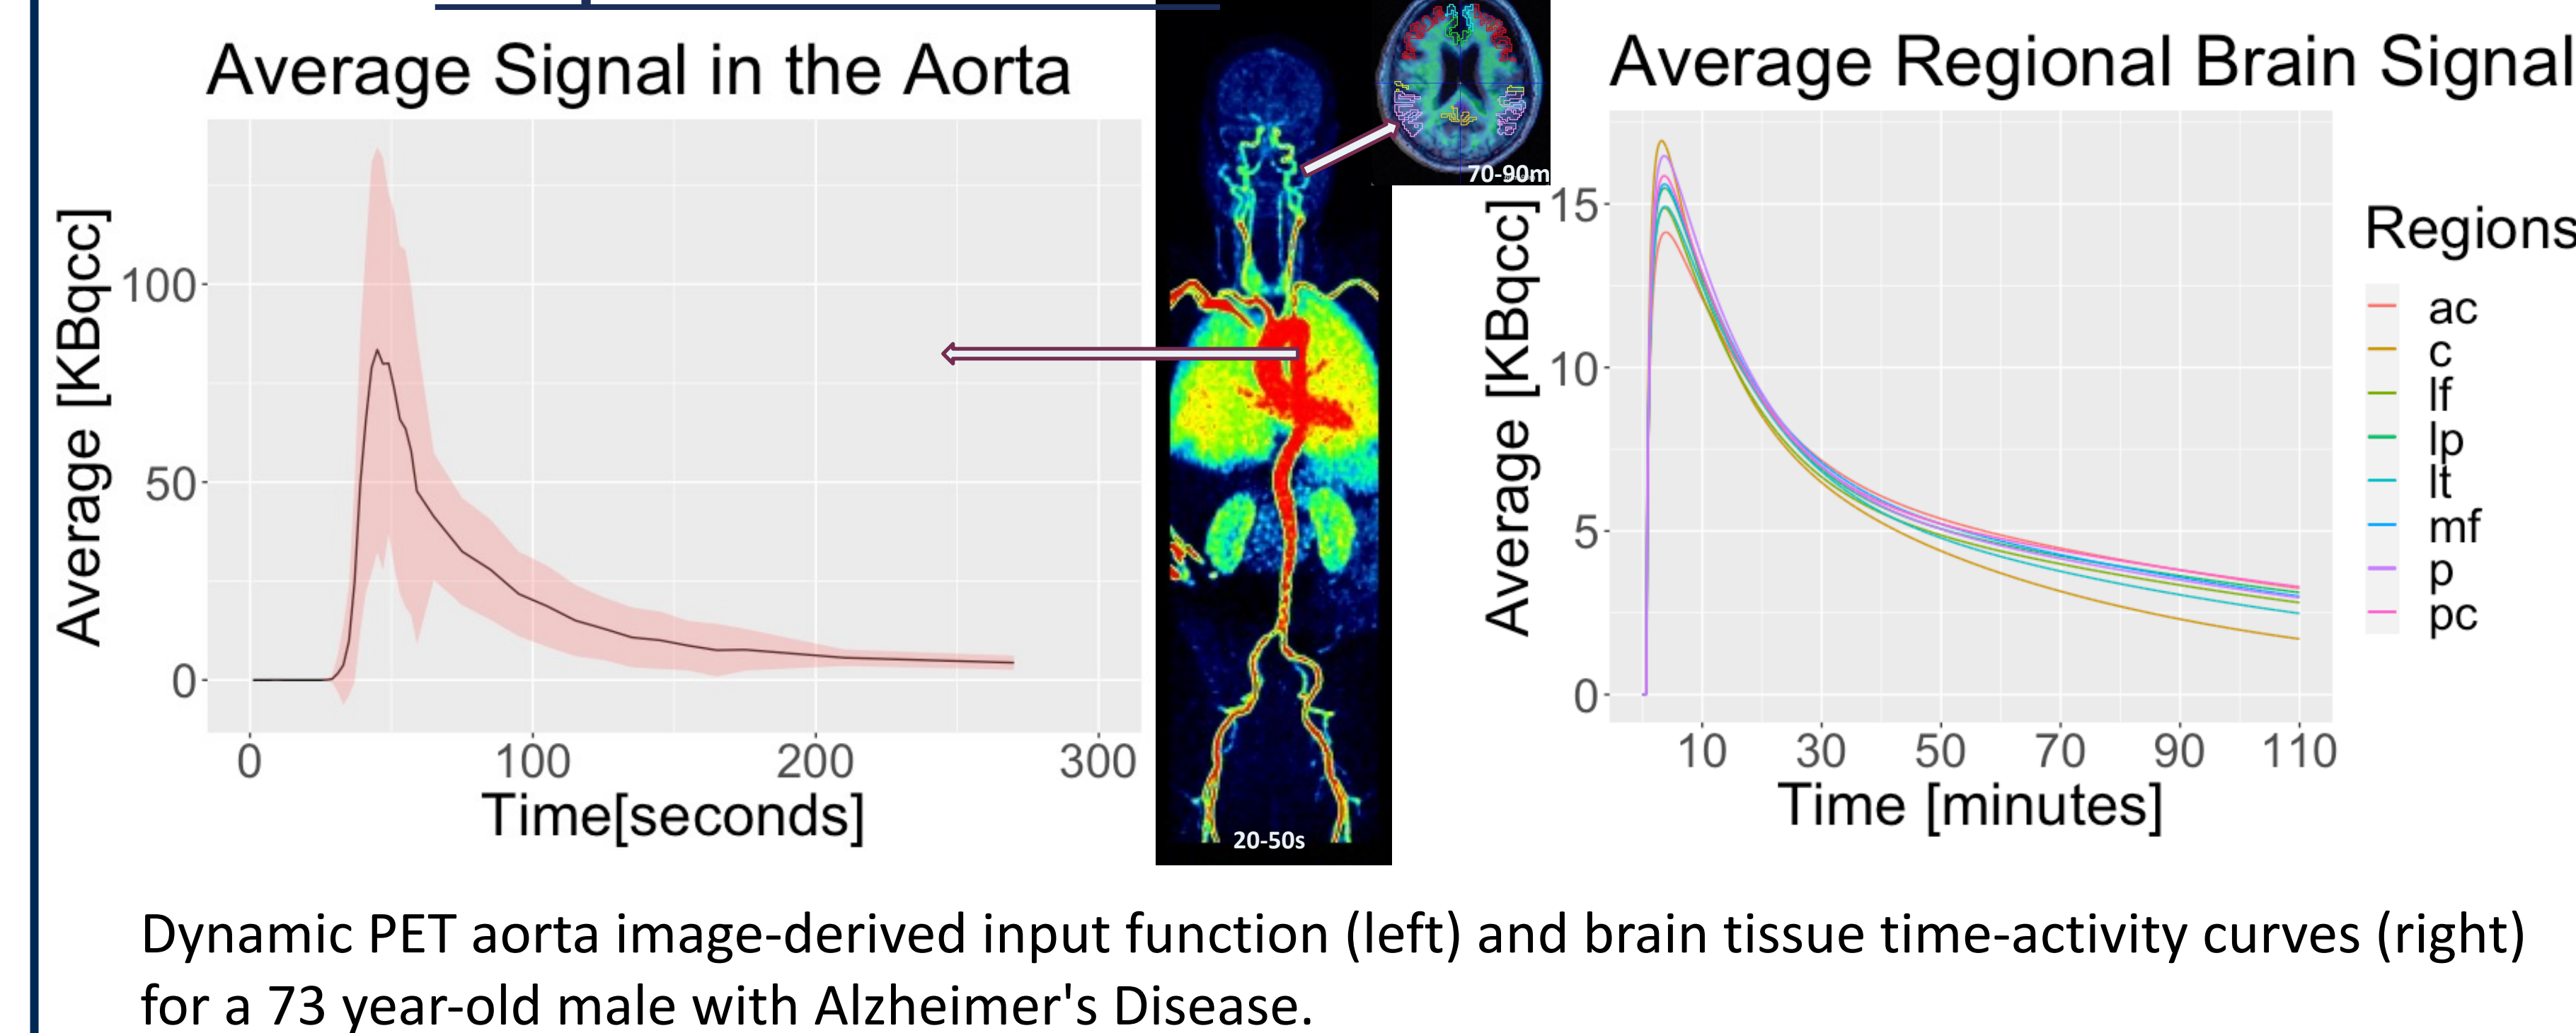 Average Signal in the Aorta
Average [KBqcc]
100
50
0
0 100 200 300
Time[seconds]
20-50s
70-90m
Average Regional Brain Signal
Average [KBqcc]
15
10
5
0
10 30 50 70 90 110
Time [minutes]
Regions
ac
c
lf
lp
lt
mf
p
pc
Dynamic PET aorta image-derived input function (left) and brain tissue time-activity curves (right)
for a 73 year-old male with Alzheimer's Disease.